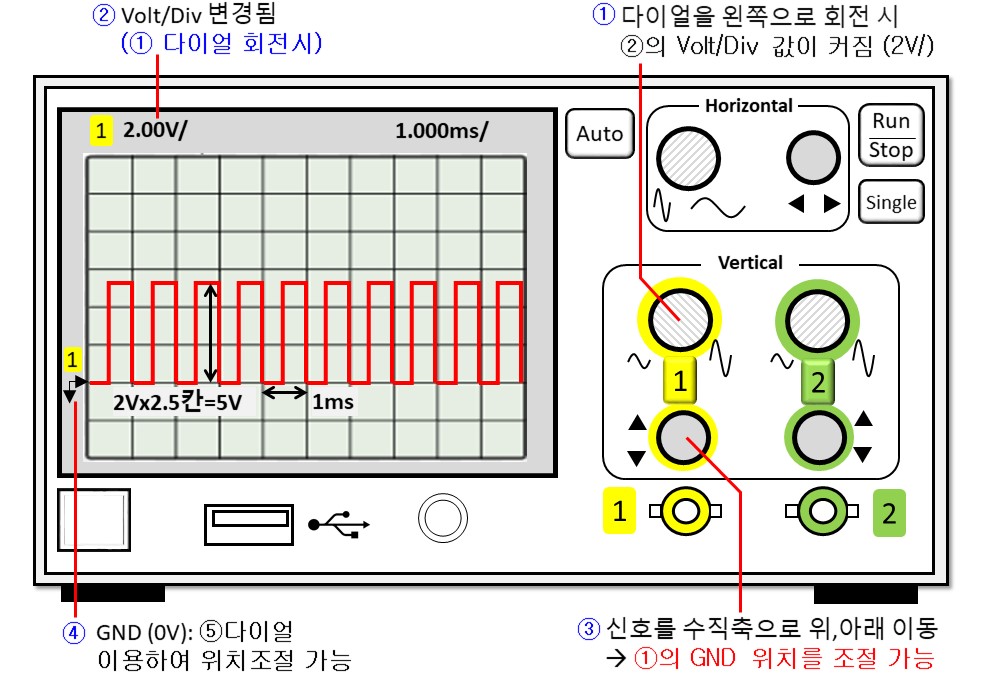 ② Volt/Div 변경됨
(① 다이얼 회전시)
① 다이얼을 왼쪽으로 회전 시
②의 Volt/Div 값이 커짐 (2V/)
1 2.00V/ 1.000ms/
Auto
Horizontal
Run
Stop
Single
Vertical
1
2
1
2Vx2.5칸=5V
1ms
1
2
④ GND (0V): ⑤다이얼
이용하여 위치조절 가능
③ 신호를 수직축으로 위,아래 이동
→ ①의 GND 위치를 조절 가능